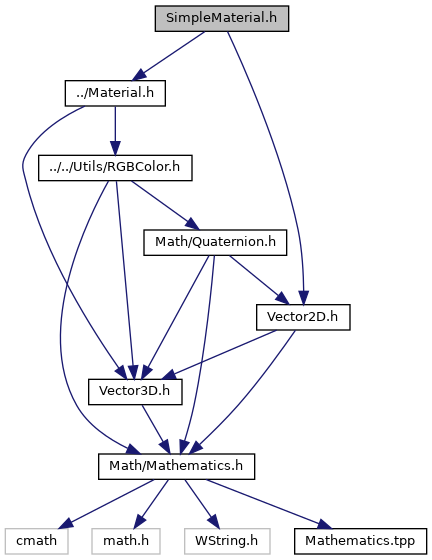 SimpleMaterial.h
../Material.h
../../Utils/RGBColor.h
Math/Quaternion.h
Vector2D.h
Vector3D.h
Math/Mathematics.h
cmath
math.h
WString.h
Mathematics.tpp